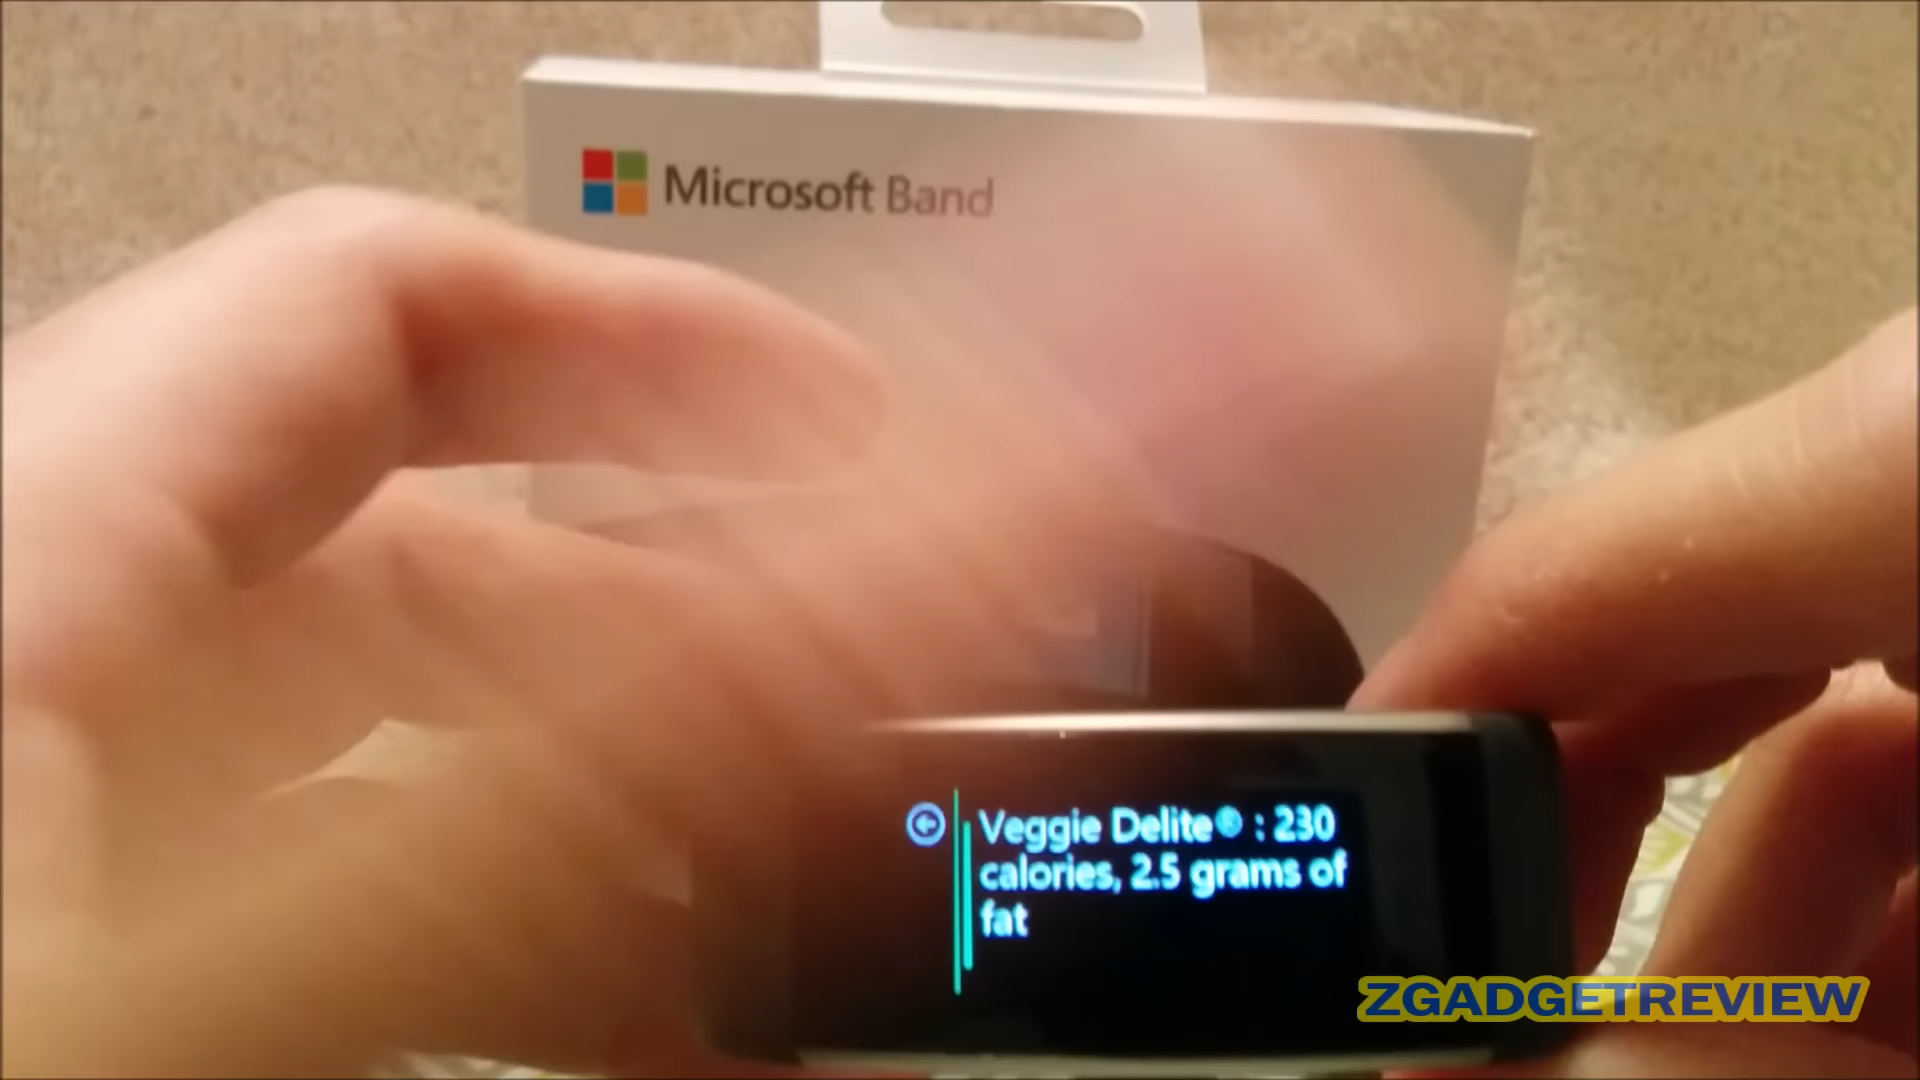 Microsoft Band
Veggie Delite® : 230
calories, 2.5 grams of
fat
ZGADGETREVIEW